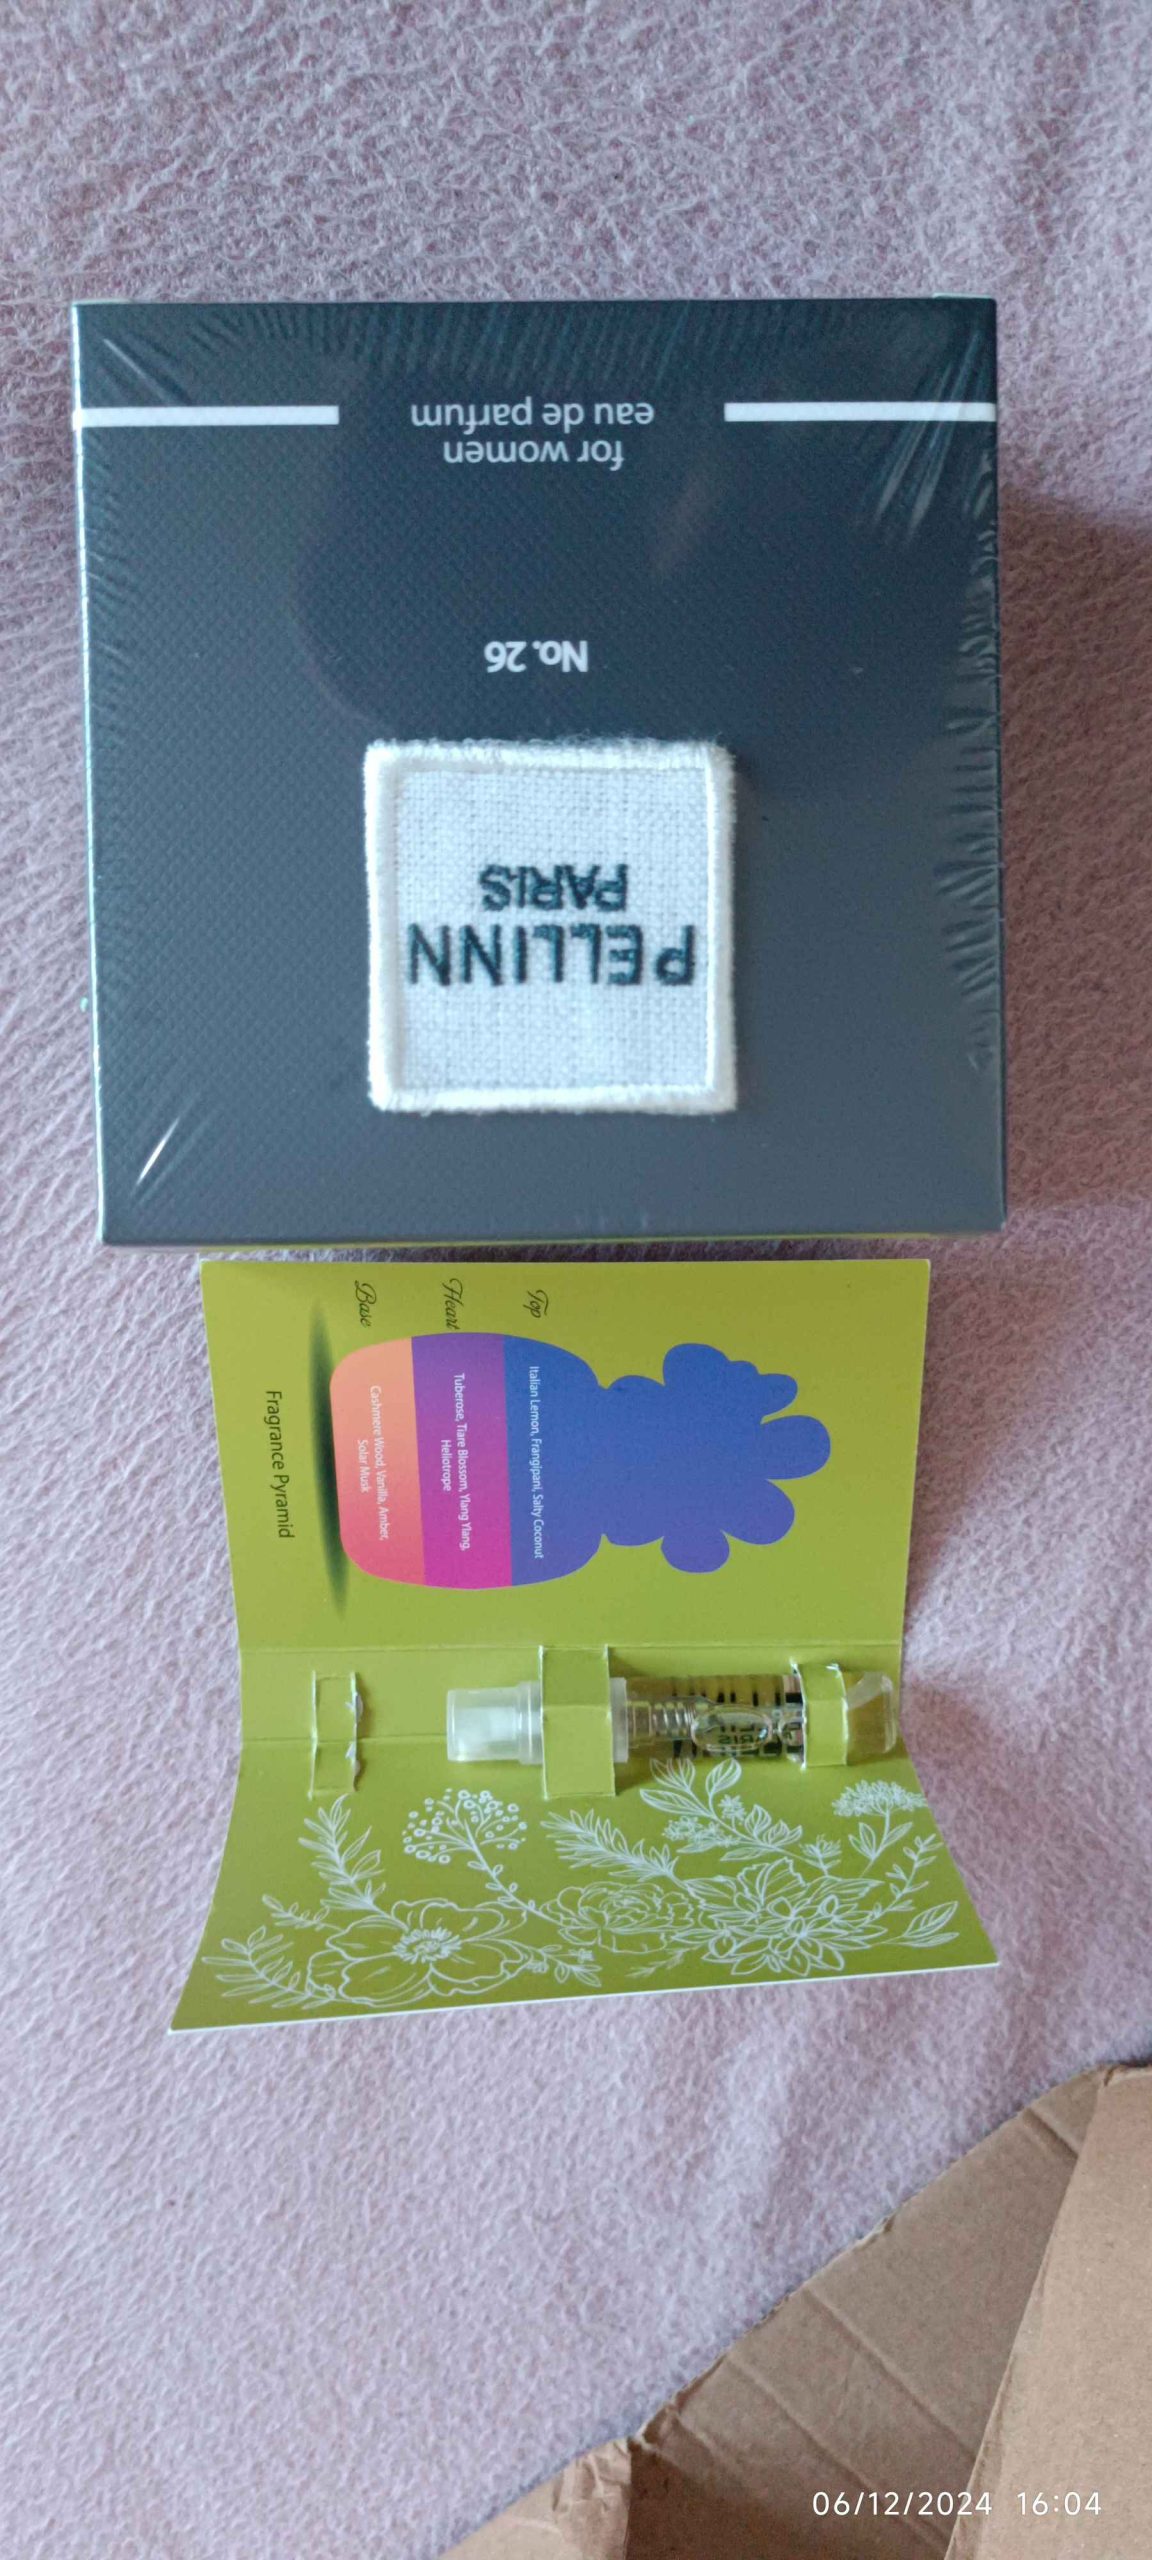 PELLINN
PARIS
No. 26
for women
eau de parfum
Top
Italian Lemon, Frangipani, Salty Coconut
Heart
Tuberose, Tiare Blossom, Ylang Ylang,
Heliotrope
Base
Cashmere Wood, Vanilla, Amber,
Solar Musk
Fragrance Pyramid
06/12/2024 16:04